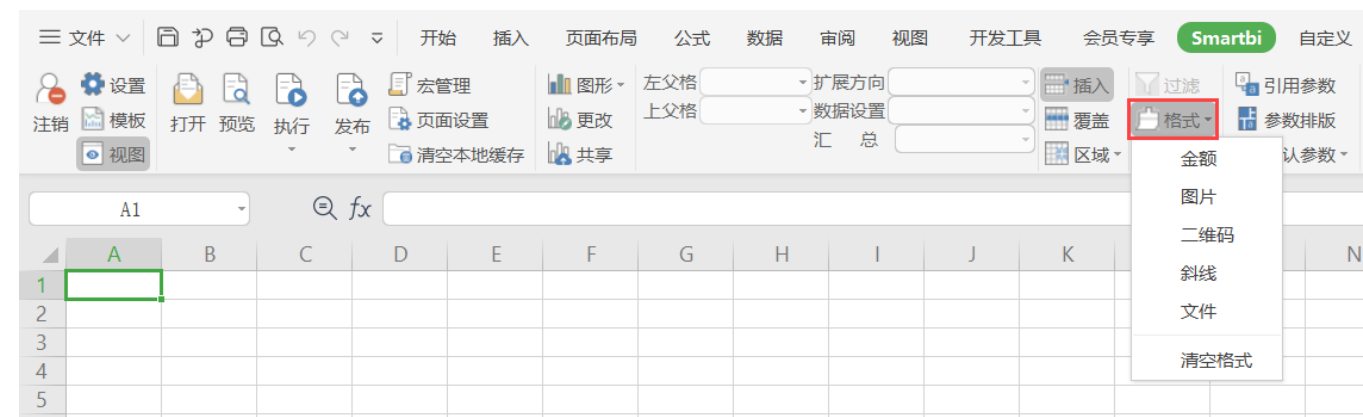 文件 开始 插入 页面布局 公式 数据 审阅 视图 开发工具 会员专享 Smartbi 自定义
设置 宏管理 图形 左父格 扩展方向 插入 过滤 引用参数
注销 模板 打开 预览 执行 发布 页面设置 更改 上父格 数据设置 覆盖 格式 参数排版
视图 清空本地缓存 共享 汇 总 区域 认参数
金额
图片
二维码
斜线
文件
清空格式
A1 fx
A B C D E F G H I J K N
1
2
3
4
5